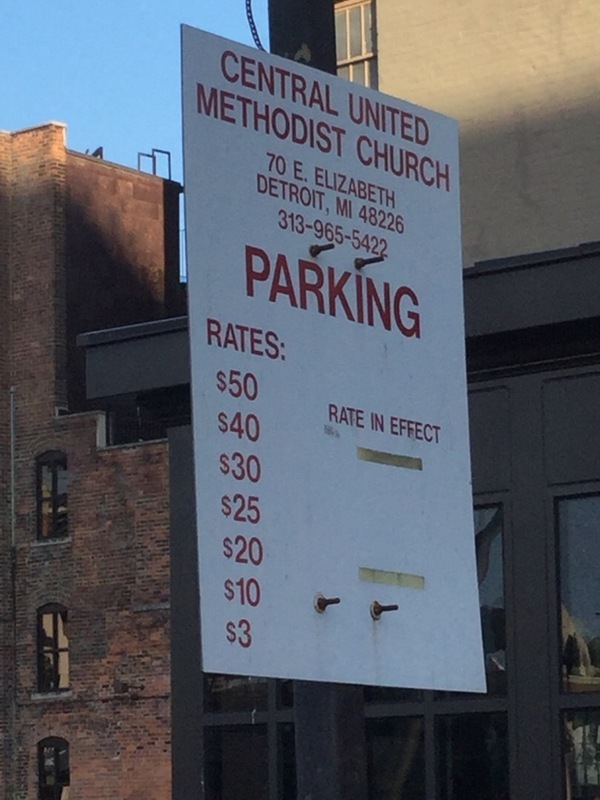 CENTRAL UNITED
METHODIST CHURCH
70 E. ELIZABETH
DETROIT, MI 48226
313-965-5422
PARKING
RATES:
$50
$40
RATE IN EFFECT
$30
$25
$20
$10
$3